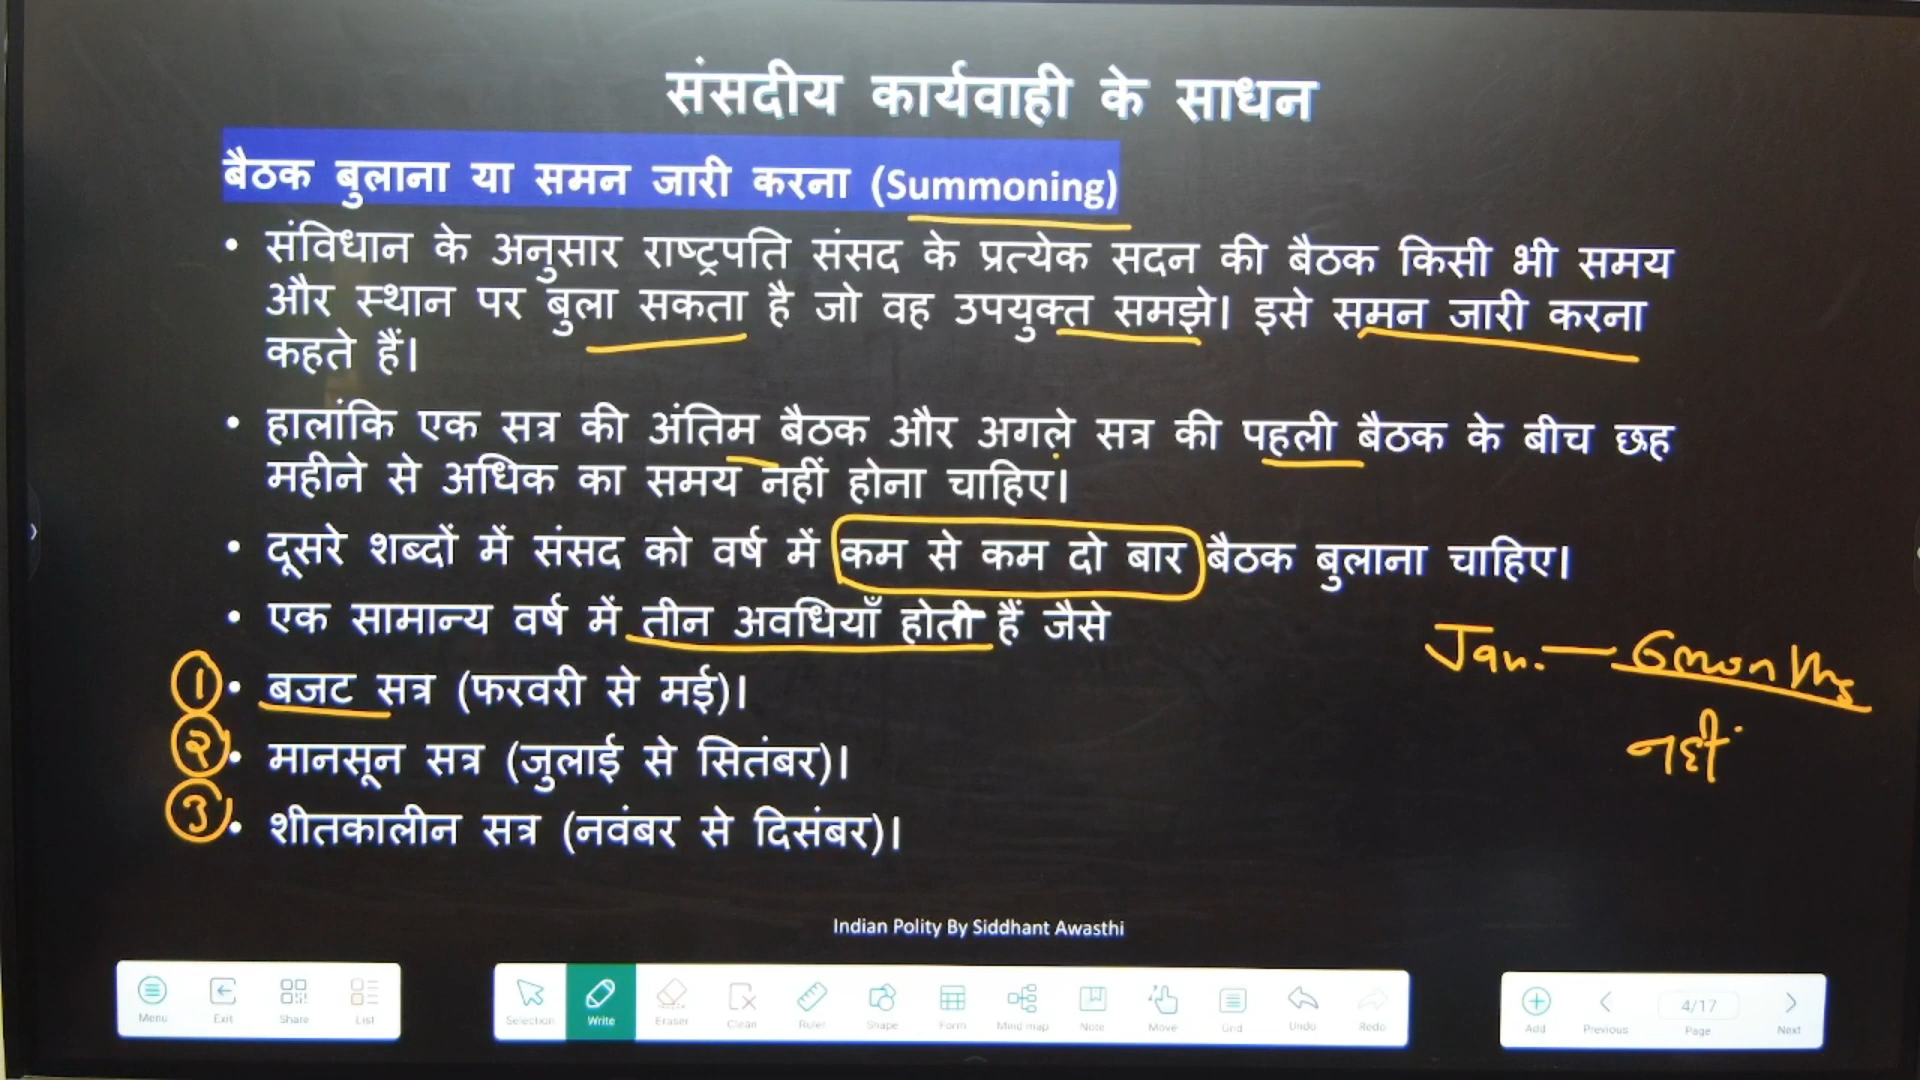 संसदीय कार्यवाही के साधन
बैठक बुलाना या समन जारी करना (Summoning)
• संविधान के अनुसार राष्ट्रपति संसद के प्रत्येक सदन की बैठक किसी भी समय
और स्थान पर बुला सकता है जो वह उपयुक्त समझे। इसे समन जारी करना
कहते हैं।
• हालांकि एक सत्र की अंतिम बैठक और अगले सत्र की पहली बैठक के बीच छह
महीने से अधिक का समय नहीं होना चाहिए।
• दूसरे शब्दों में संसद को वर्ष में कम से कम दो बार बैठक बुलाना चाहिए।
• एक सामान्य वर्ष में तीन अवधियाँ होती हैं जैसे
Jan. — 6 months
नहीं
1 • बजट सत्र (फरवरी से मई)।
२ • मानसून सत्र (जुलाई से सितंबर)।
3 • शीतकालीन सत्र (नवंबर से दिसंबर)।
Indian Polity By Siddhant Awasthi
Menu Exit Share List Selection Write Eraser Clean Ruler Shape Form Mind map Note Move Grid Undo Redo Add Previous 4/17 Page Next